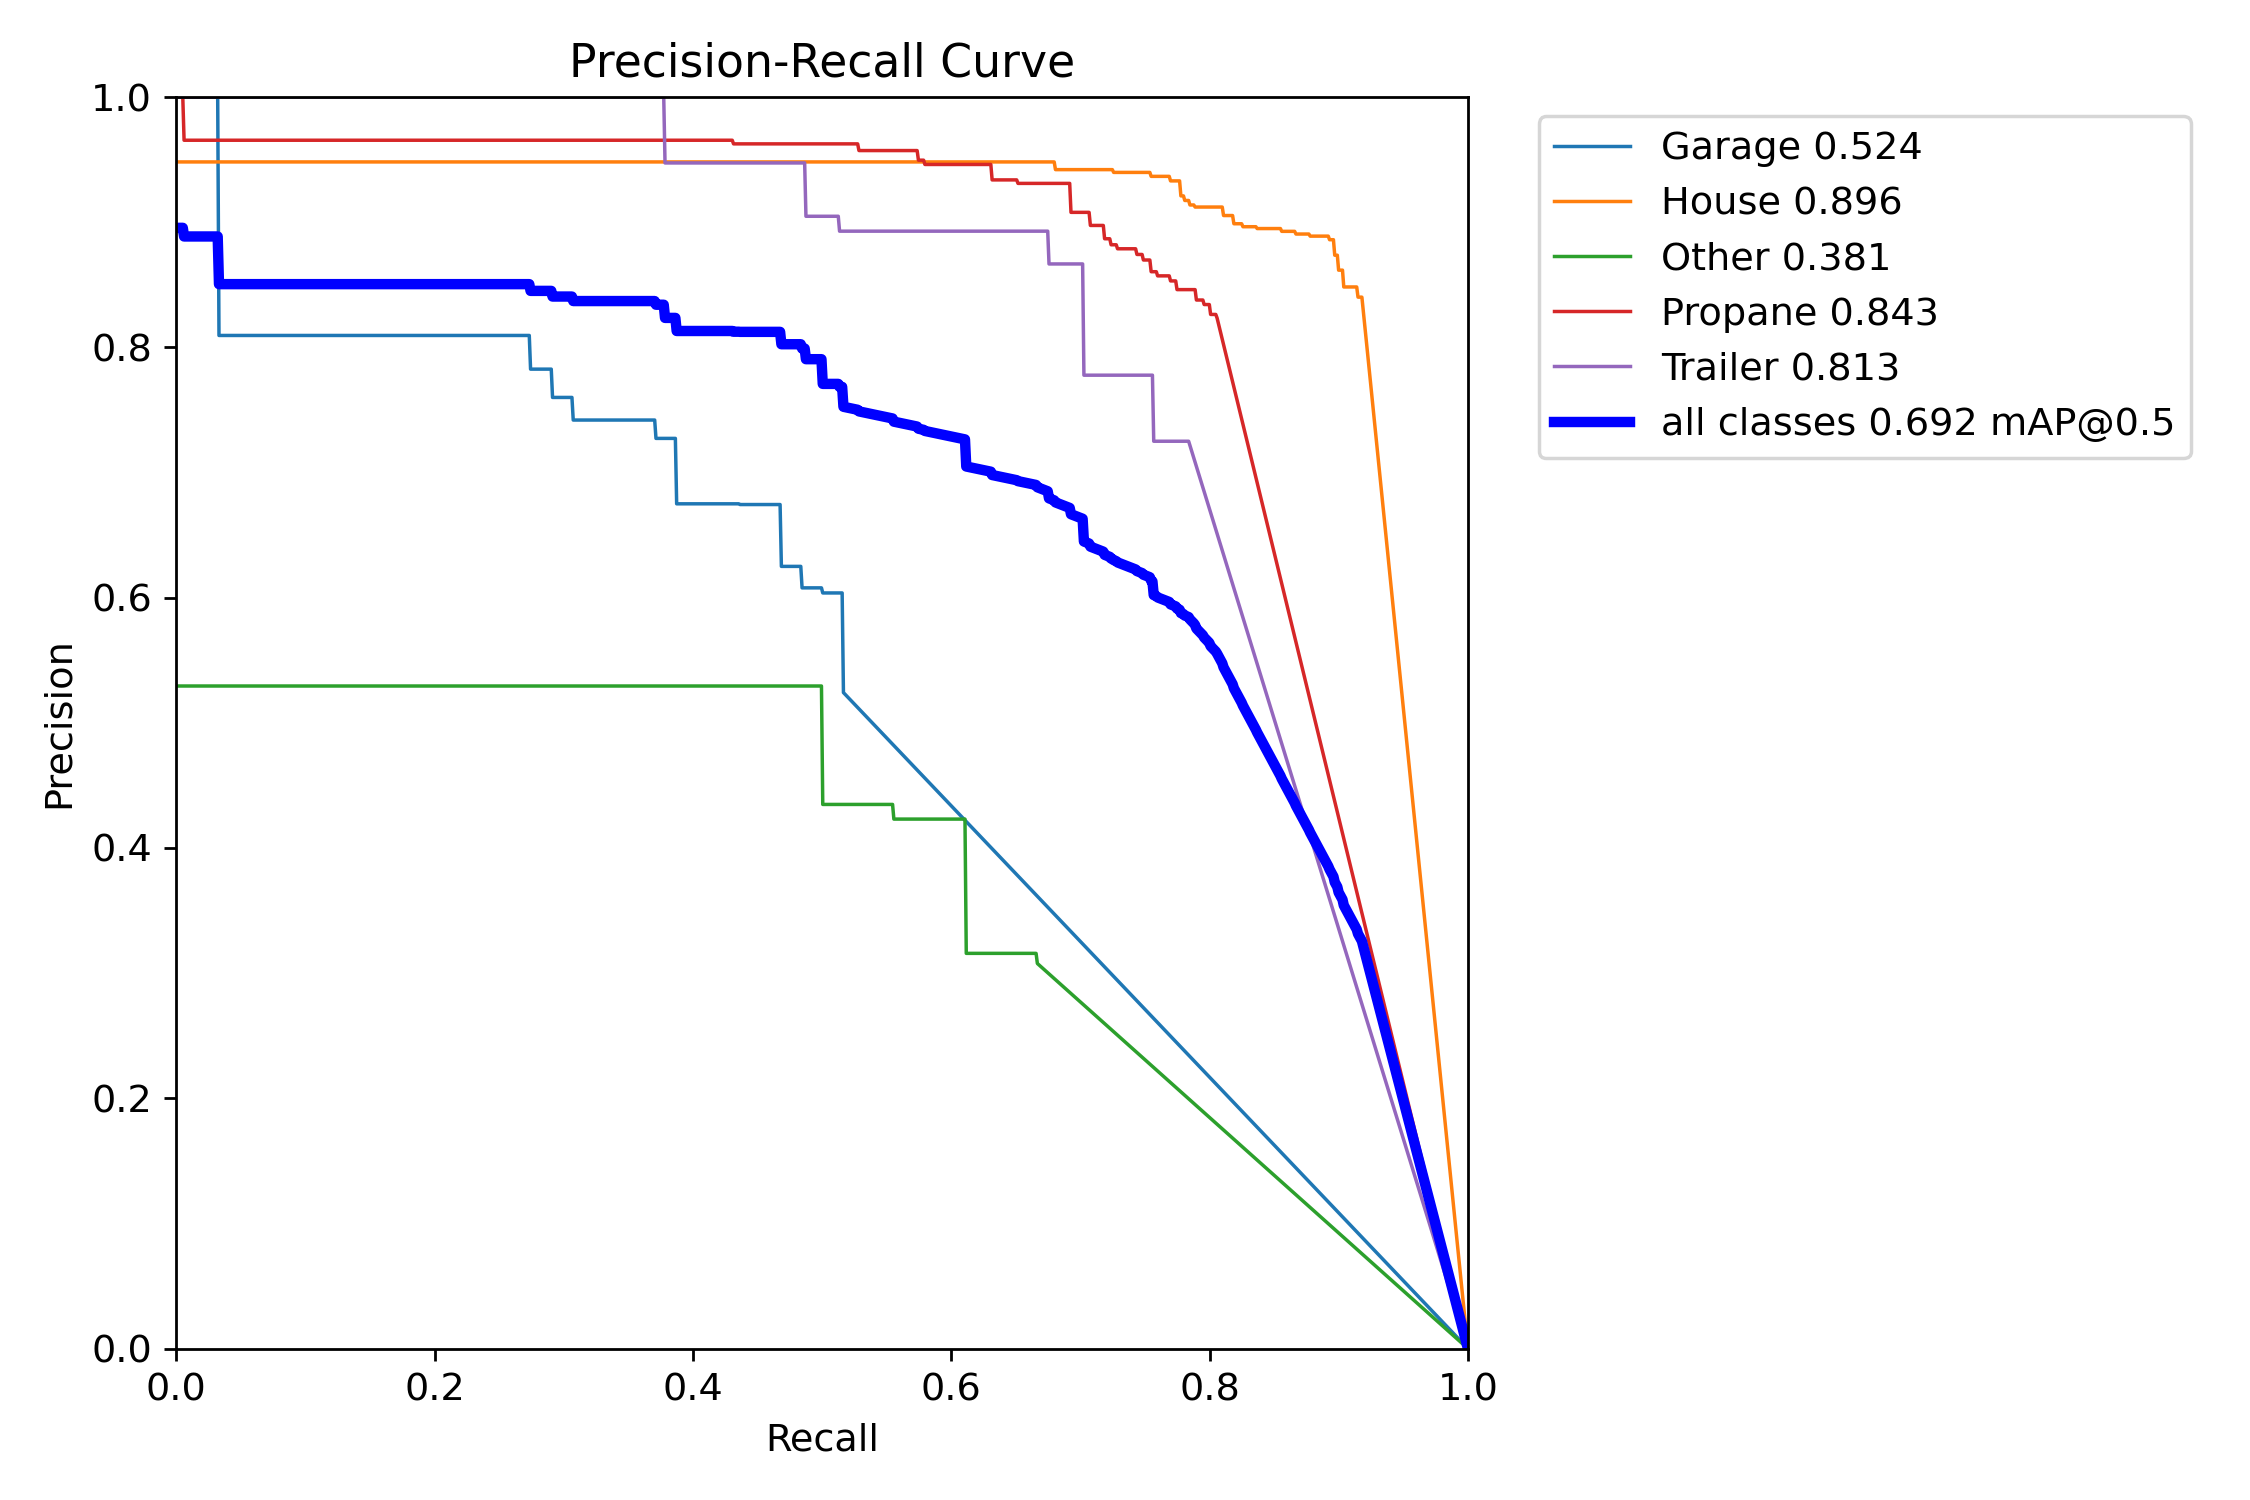 Precision-Recall Curve
1.0
0.8
0.6
0.4
0.2
0.0
Precision
0.0 0.2 0.4 0.6 0.8 1.0
Recall
Garage 0.524
House 0.896
Other 0.381
Propane 0.843
Trailer 0.813
all classes 0.692 mAP@0.5